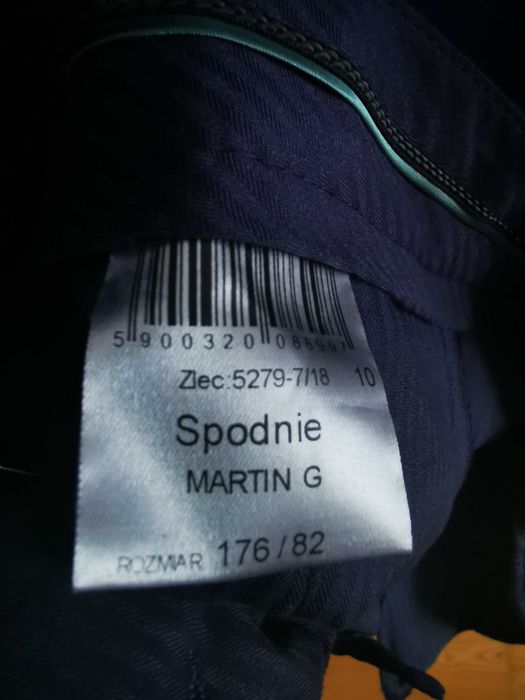 5 900320 086997
Zlec:5279-7/18 10
Spodnie
MARTIN G
ROZMIAR 176/82